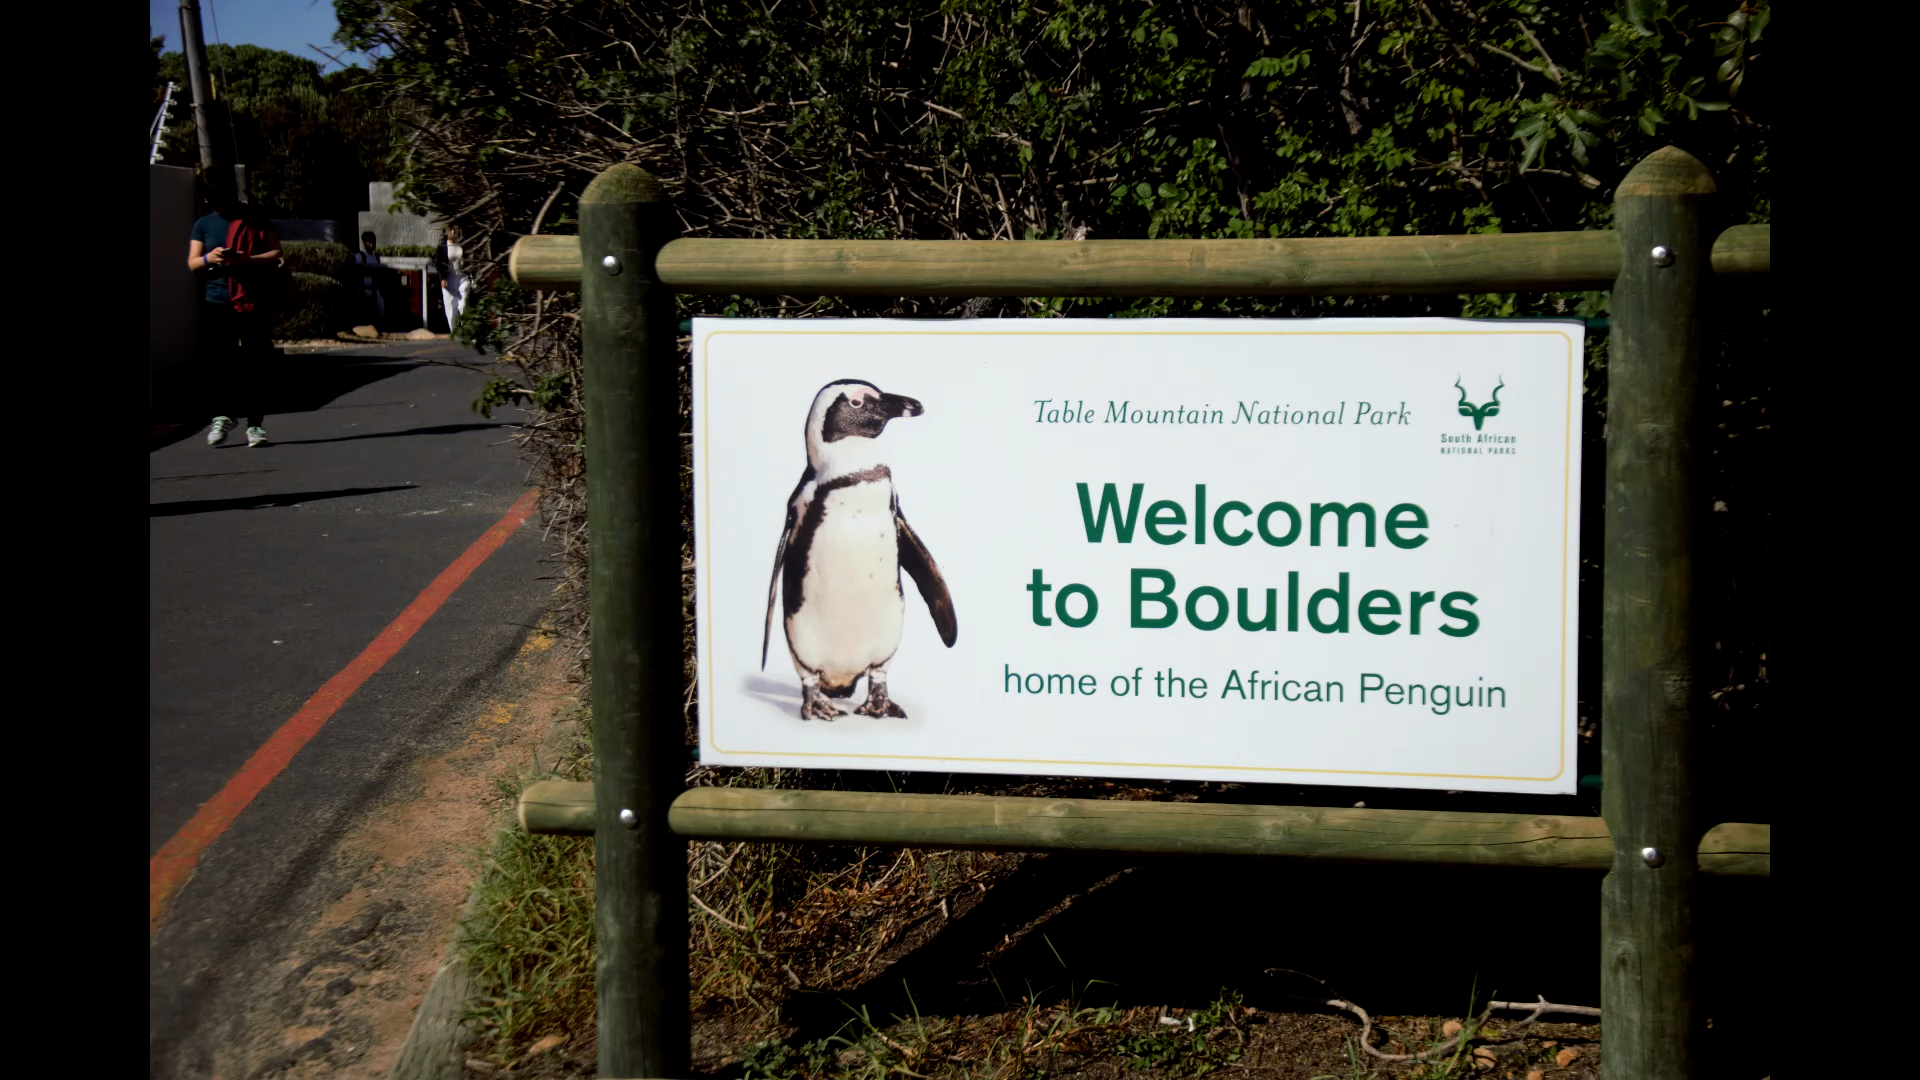 Table Mountain National Park
South African
NATIONAL PARKS
Welcome
to Boulders
home of the African Penguin